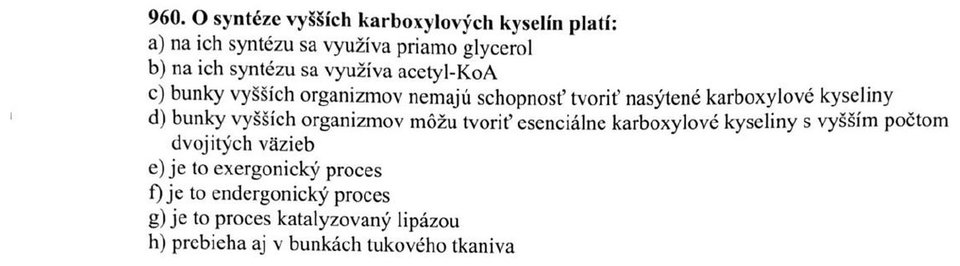 960. O syntéze vyšších karboxylových kyselín platí:
a) na ich syntézu sa využíva priamo glycerol
b) na ich syntézu sa využíva acetyl-KoA
c) bunky vyšších organizmov nemajú schopnosť tvoriť nasýtené karboxylové kyseliny
d) bunky vyšších organizmov môžu tvoriť esenciálne karboxylové kyseliny s vyšším počtom
dvojitých väzieb
e) je to exergonický proces
f) je to endergonický proces
g) je to proces katalyzovaný lipázou
h) prebieha aj v bunkách tukového tkaniva